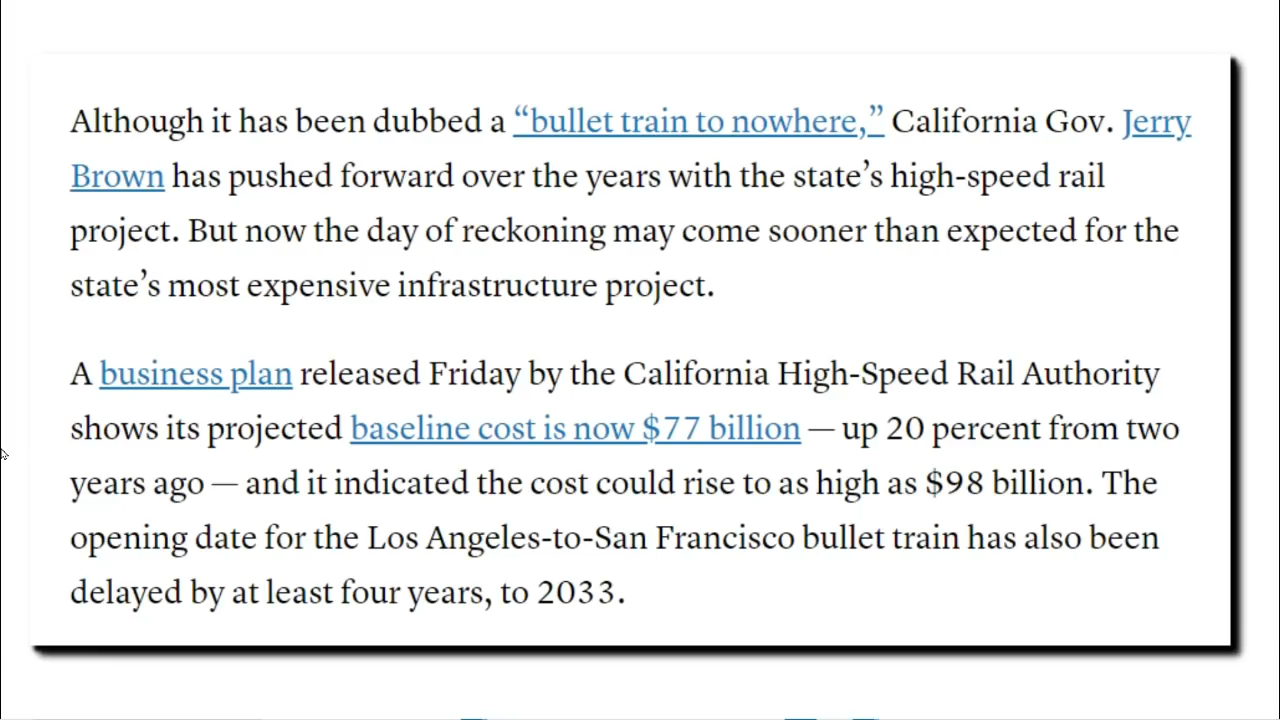 Although it has been dubbed a “bullet train to nowhere,” California Gov. Jerry
Brown has pushed forward over the years with the state’s high-speed rail
project. But now the day of reckoning may come sooner than expected for the
state’s most expensive infrastructure project.
A business plan released Friday by the California High-Speed Rail Authority
shows its projected baseline cost is now $77 billion — up 20 percent from two
years ago — and it indicated the cost could rise to as high as $98 billion. The
opening date for the Los Angeles-to-San Francisco bullet train has also been
delayed by at least four years, to 2033.